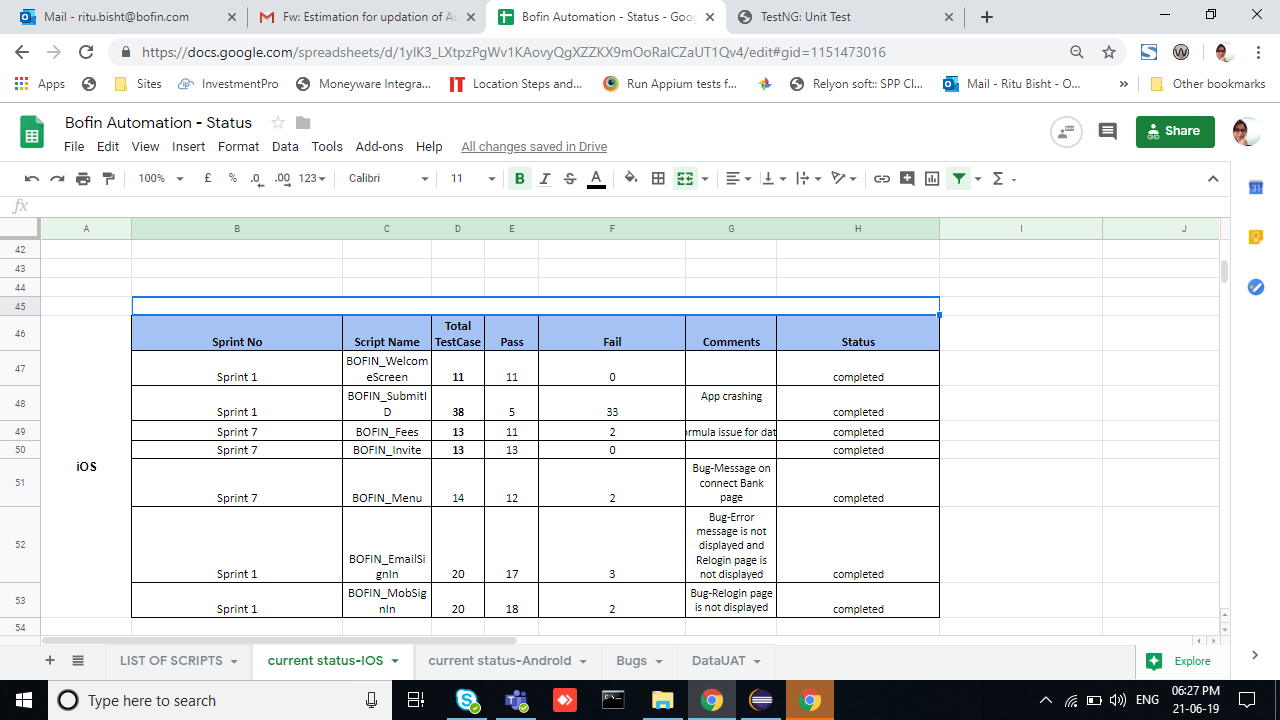 Mail - ritu.bisht@bofin.com
Fw: Estimation for updation of Au
Bofin Automation - Status - Goog
TestNG: Unit Test
https://docs.google.com/spreadsheets/d/1ylK3_LXtpzPgWv1KAovyQgXZZKX9mOoRalCZaUT1Qv4/edit#gid=1151473016
Apps
Sites
InvestmentPro
Moneyware Integra...
Location Steps and...
Run Appium tests f...
Relyon soft:: SPP Cl...
Mail - Ritu Bisht - O...
»
Other bookmarks
Bofin Automation - Status
Share
File Edit View Insert Format Data Tools Add-ons Help All changes saved in Drive
100% £ % .0 .00 123 Calibri 11 B I S A Σ
fx
A B C D E F G H I J
42
43
44
45
46 Sprint No Script Name Total TestCase Pass Fail Comments Status
47 Sprint 1 BOFIN_WelcomeScreen 11 11 0 completed
48 Sprint 1 BOFIN_SubmitID 38 5 33 App crashing completed
49 Sprint 7 BOFIN_Fees 13 11 2 ormula issue for dat completed
50 Sprint 7 BOFIN_Invite 13 13 0 completed
iOS
51 Sprint 7 BOFIN_Menu 14 12 2 Bug-Message on connect Bank page completed
52 Sprint 1 BOFIN_EmailSignIn 20 17 3 Bug-Error message is not displayed and Relogin page is not displayed completed
53 Sprint 1 BOFIN_MobSignIn 20 18 2 Bug-Relogin page is not displayed completed
54
LIST OF SCRIPTS current status-IOS current status-Android Bugs DataUAT
Explore
Type here to search
ENG
06:27 PM
21-06-19